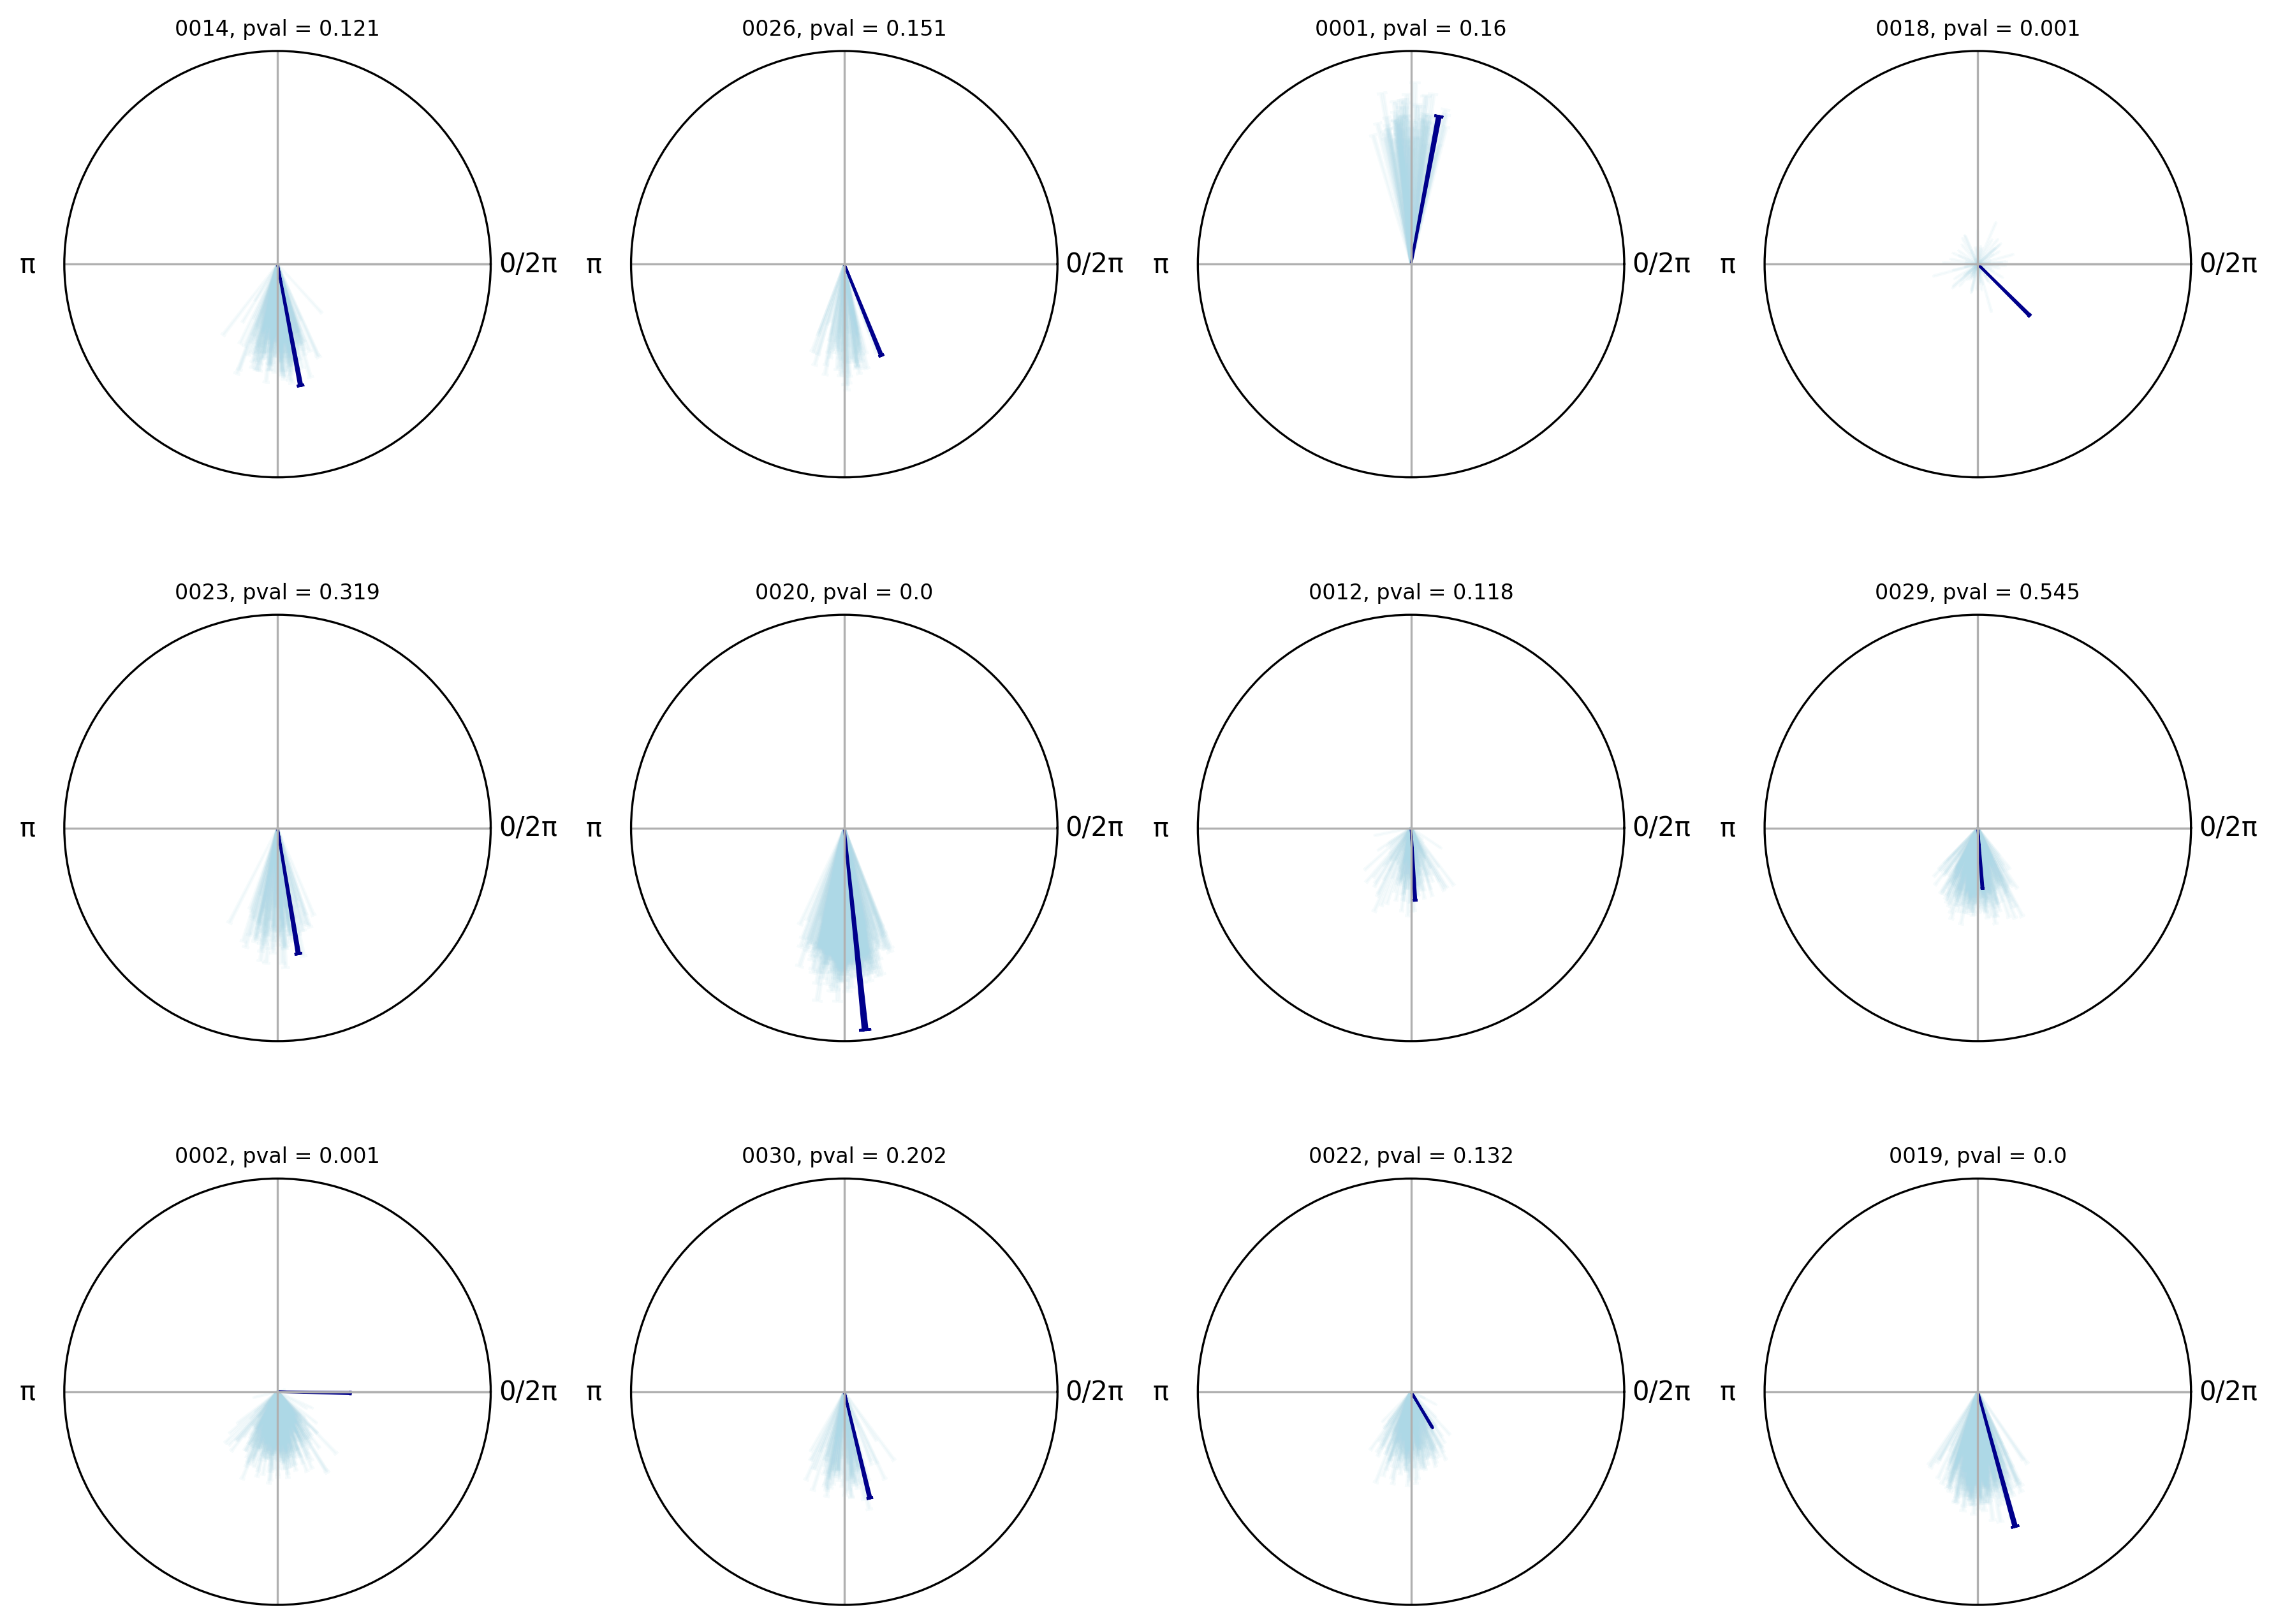 0014, pval = 0.121
0026, pval = 0.151
0001, pval = 0.16
0018, pval = 0.001
π
0/2π
π
0/2π
π
0/2π
π
0/2π
0023, pval = 0.319
0020, pval = 0.0
0012, pval = 0.118
0029, pval = 0.545
π
0/2π
π
0/2π
π
0/2π
π
0/2π
0002, pval = 0.001
0030, pval = 0.202
0022, pval = 0.132
0019, pval = 0.0
π
0/2π
π
0/2π
π
0/2π
π
0/2π